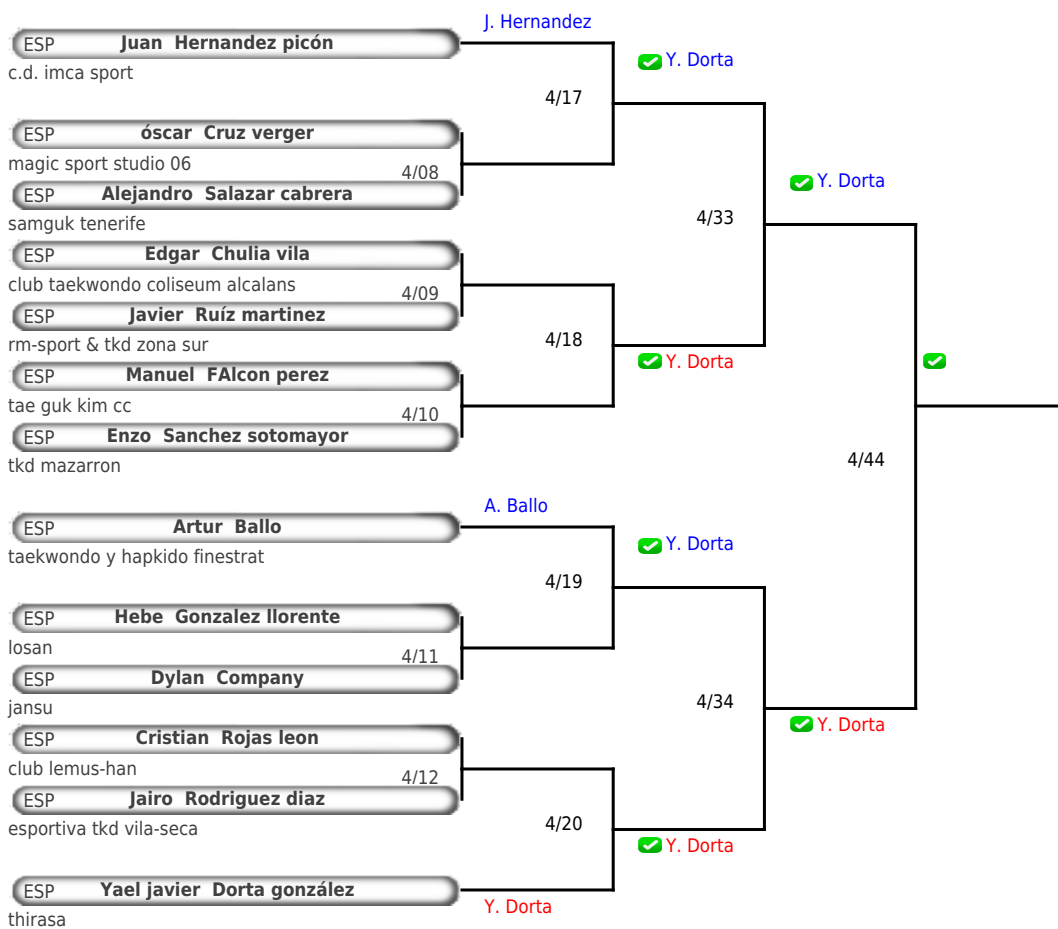 J. Hernandez
ESP Juan Hernandez picón
c.d. imca sport
Y. Dorta
4/17
ESP óscar Cruz verger
magic sport studio 06
4/08
ESP Alejandro Salazar cabrera
samguk tenerife
Y. Dorta
4/33
ESP Edgar Chulia vila
club taekwondo coliseum alcalans
4/09
ESP Javier Ruíz martinez
rm-sport & tkd zona sur
4/18
Y. Dorta
ESP Manuel FAlcon perez
tae guk kim cc
4/10
ESP Enzo Sanchez sotomayor
tkd mazarron
4/44
A. Ballo
ESP Artur Ballo
taekwondo y hapkido finestrat
Y. Dorta
4/19
ESP Hebe Gonzalez llorente
losan
4/11
ESP Dylan Company
jansu
4/34
Y. Dorta
ESP Cristian Rojas leon
club lemus-han
4/12
ESP Jairo Rodriguez diaz
esportiva tkd vila-seca
4/20
Y. Dorta
ESP Yael javier Dorta gonzález
thirasa
Y. Dorta